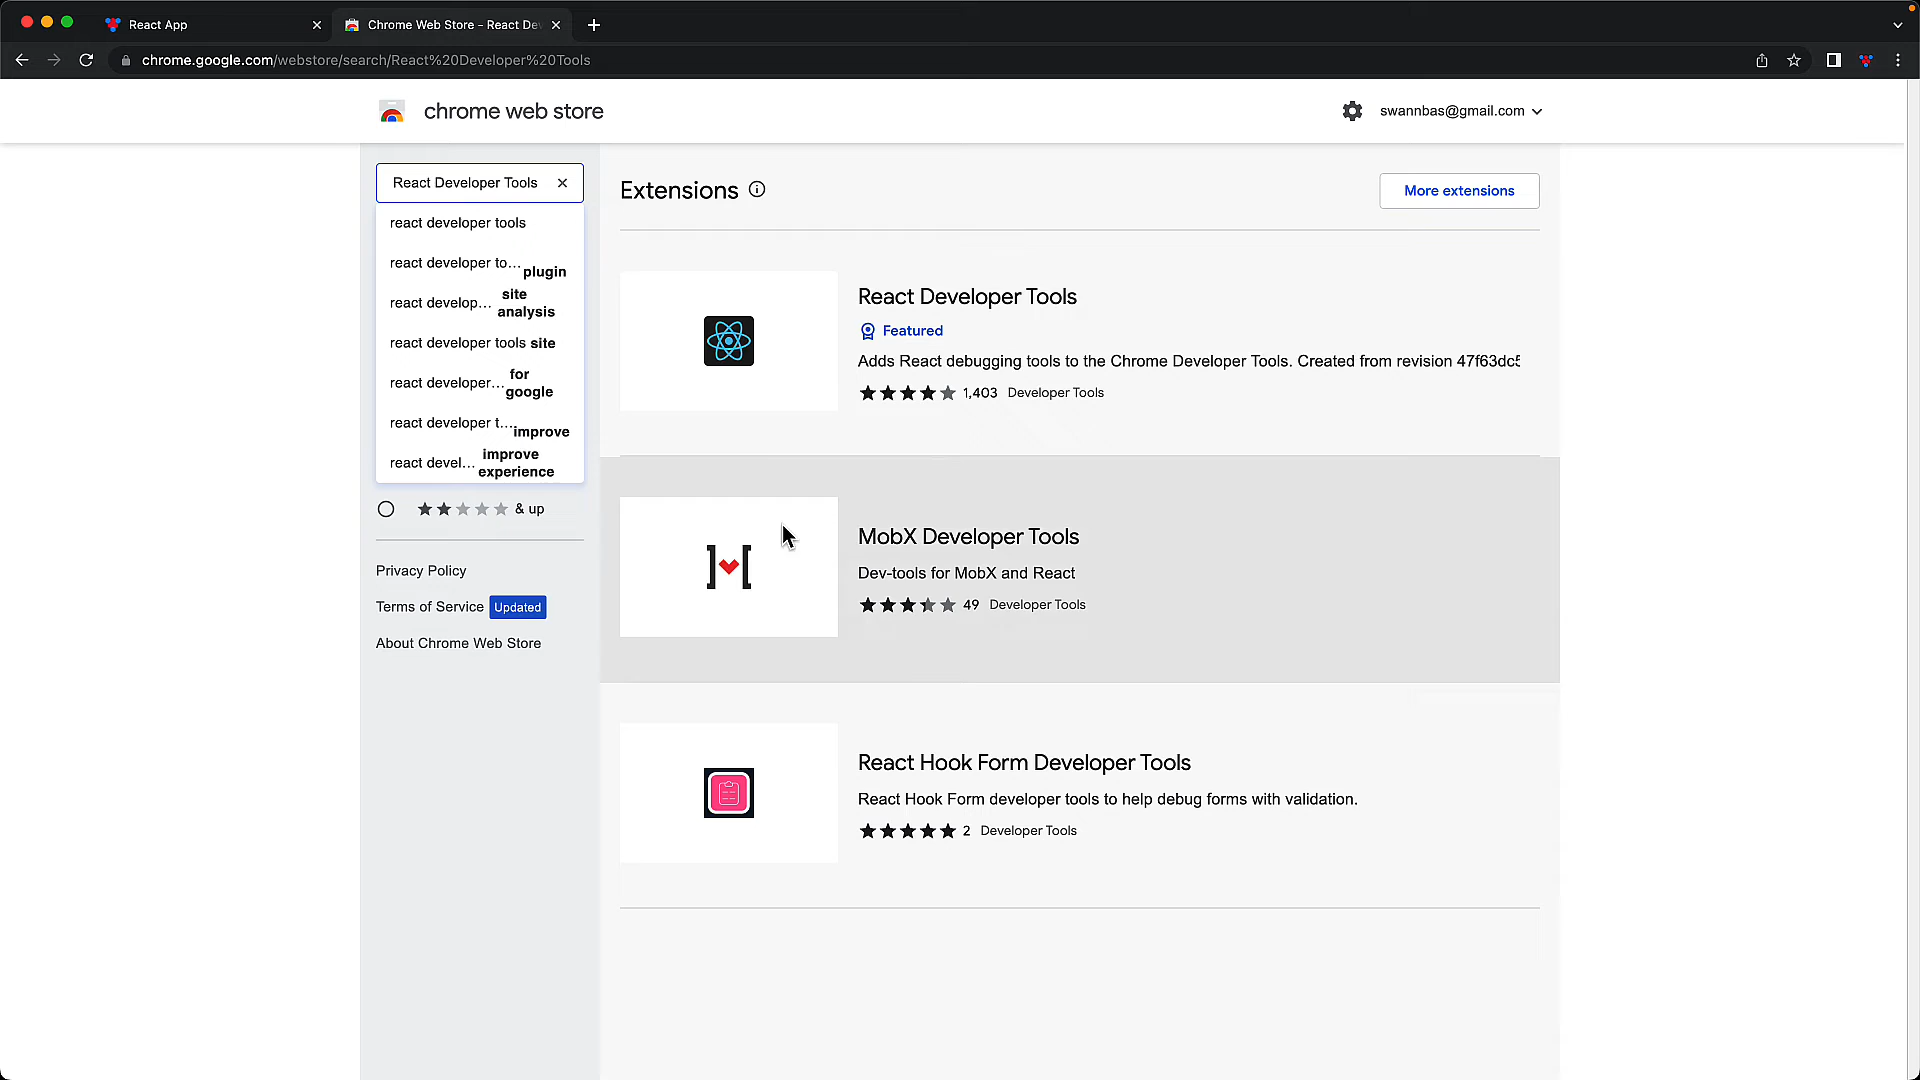 React App
Chrome Web Store - React De
chrome.google.com/webstore/search/React%20Developer%20Tools
chrome web store
swannbas@gmail.com
React Developer Tools
react developer tools
react developer to... plugin
react develop... site analysis
react developer tools site
react developer... for google
react developer t... improve
react devel... improve experience
& up
Privacy Policy
Terms of Service Updated
About Chrome Web Store
Extensions
More extensions
React Developer Tools
Featured
Adds React debugging tools to the Chrome Developer Tools. Created from revision 47f63dc5
1,403 Developer Tools
MobX Developer Tools
Dev-tools for MobX and React
49 Developer Tools
React Hook Form Developer Tools
React Hook Form developer tools to help debug forms with validation.
2 Developer Tools